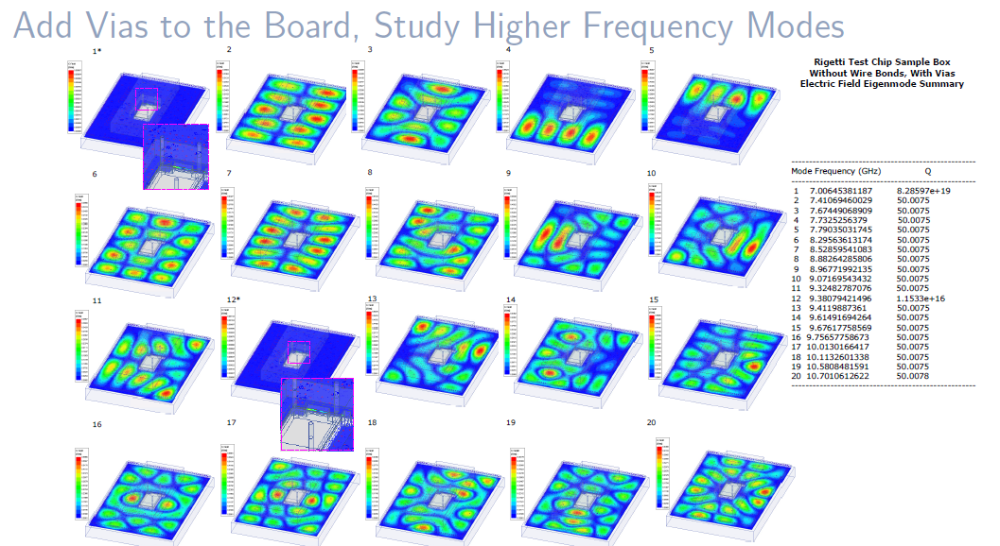 Add Vias to the Board, Study Higher Frequency Modes
1*
2
3
4
5
Rigetti Test Chip Sample Box
Without Wire Bonds, With Vias
Electric Field Eigenmode Summary
6
7
8
9
10
11
12*
13
14
15
16
17
18
19
20
Mode Frequency (GHz) Q
1 7.00645381187 8.28597e+19
2 7.41069460029 50.0075
3 7.67449068909 50.0075
4 7.7325256379 50.0075
5 7.79035031745 50.0075
6 8.29563613174 50.0075
7 8.52859541083 50.0075
8 8.88264285806 50.0075
9 8.96771992135 50.0075
10 9.07169543432 50.0075
11 9.32482787076 50.0075
12 9.38079421496 1.1533e+16
13 9.4119887361 50.0075
14 9.61491694264 50.0075
15 9.67617758569 50.0075
16 9.75657758673 50.0075
17 10.0130166417 50.0075
18 10.1132601338 50.0075
19 10.5808481591 50.0075
20 10.7010612622 50.0078